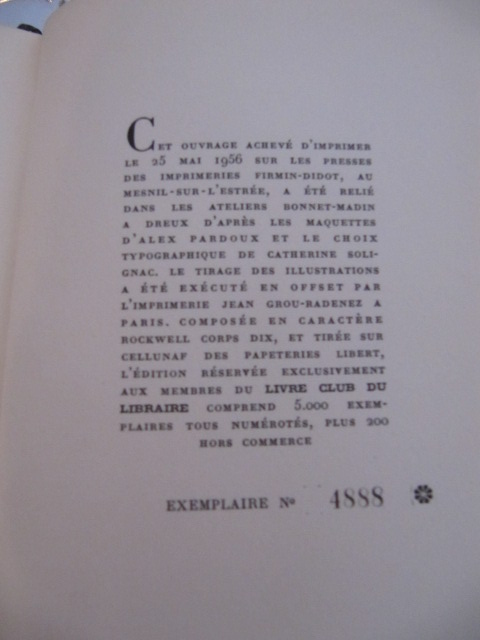 CET OUVRAGE ACHEVÉ D'IMPRIMER
LE 25 MAI 1956 SUR LES PRESSES
DES IMPRIMERIES FIRMIN-DIDOT, AU
MESNIL-SUR-L'ESTRÉE, A ÉTÉ RELIÉ
DANS LES ATELIERS BONNET-MADIN
A DREUX D'APRÈS LES MAQUETTES
D'ALEX PARDOUX ET LE CHOIX
TYPOGRAPHIQUE DE CATHERINE SOLI-
GNAC. LE TIRAGE DES ILLUSTRATIONS
A ÉTÉ EXÉCUTÉ EN OFFSET PAR
L'IMPRIMERIE JEAN GROU-RADENEZ A
PARIS. COMPOSÉE EN CARACTÈRE
ROCKWELL CORPS DIX, ET TIRÉE SUR
CELLUNAF DES PAPETERIES LIBERT,
L'ÉDITION RÉSERVÉE EXCLUSIVEMENT
AUX MEMBRES DU LIVRE CLUB DU
LIBRAIRE COMPREND 5.000 EXEM-
PLAIRES TOUS NUMÉROTÉS, PLUS 200
HORS COMMERCE
EXEMPLAIRE Nº 4888